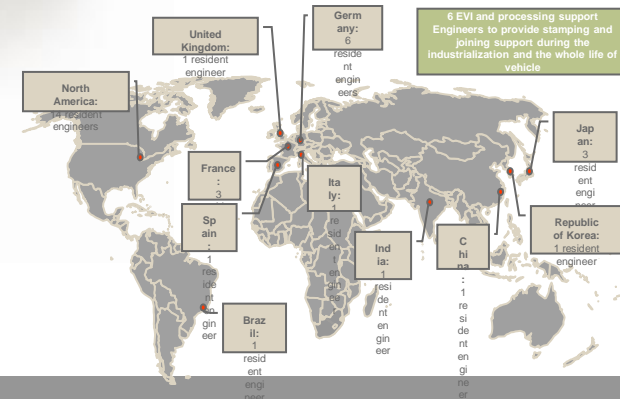 6 EVI and processing support
Engineers to provide stamping and
joining support during the
industrialization and the whole life of
vehicle
United
Kingdom:
1 resident
engineer
Germ
any:
6
reside
nt
engin
eers
North
America:
14 resident
engineers
Jap
an:
3
resid
ent
engi
France
:
3
Ita
ly:
1
re
sid
en
t
en
gin
ee
r
Sp
ain
:
1
res
ide
nt
en
gin
eer
Republic
of Korea:
1 resident
engineer
Ind
ia:
1
resi
de
nt
en
gin
eer
C
hi
na
:
1
re
si
de
nt
en
gi
ne
er
Braz
il:
1
resid
ent
engi
neer